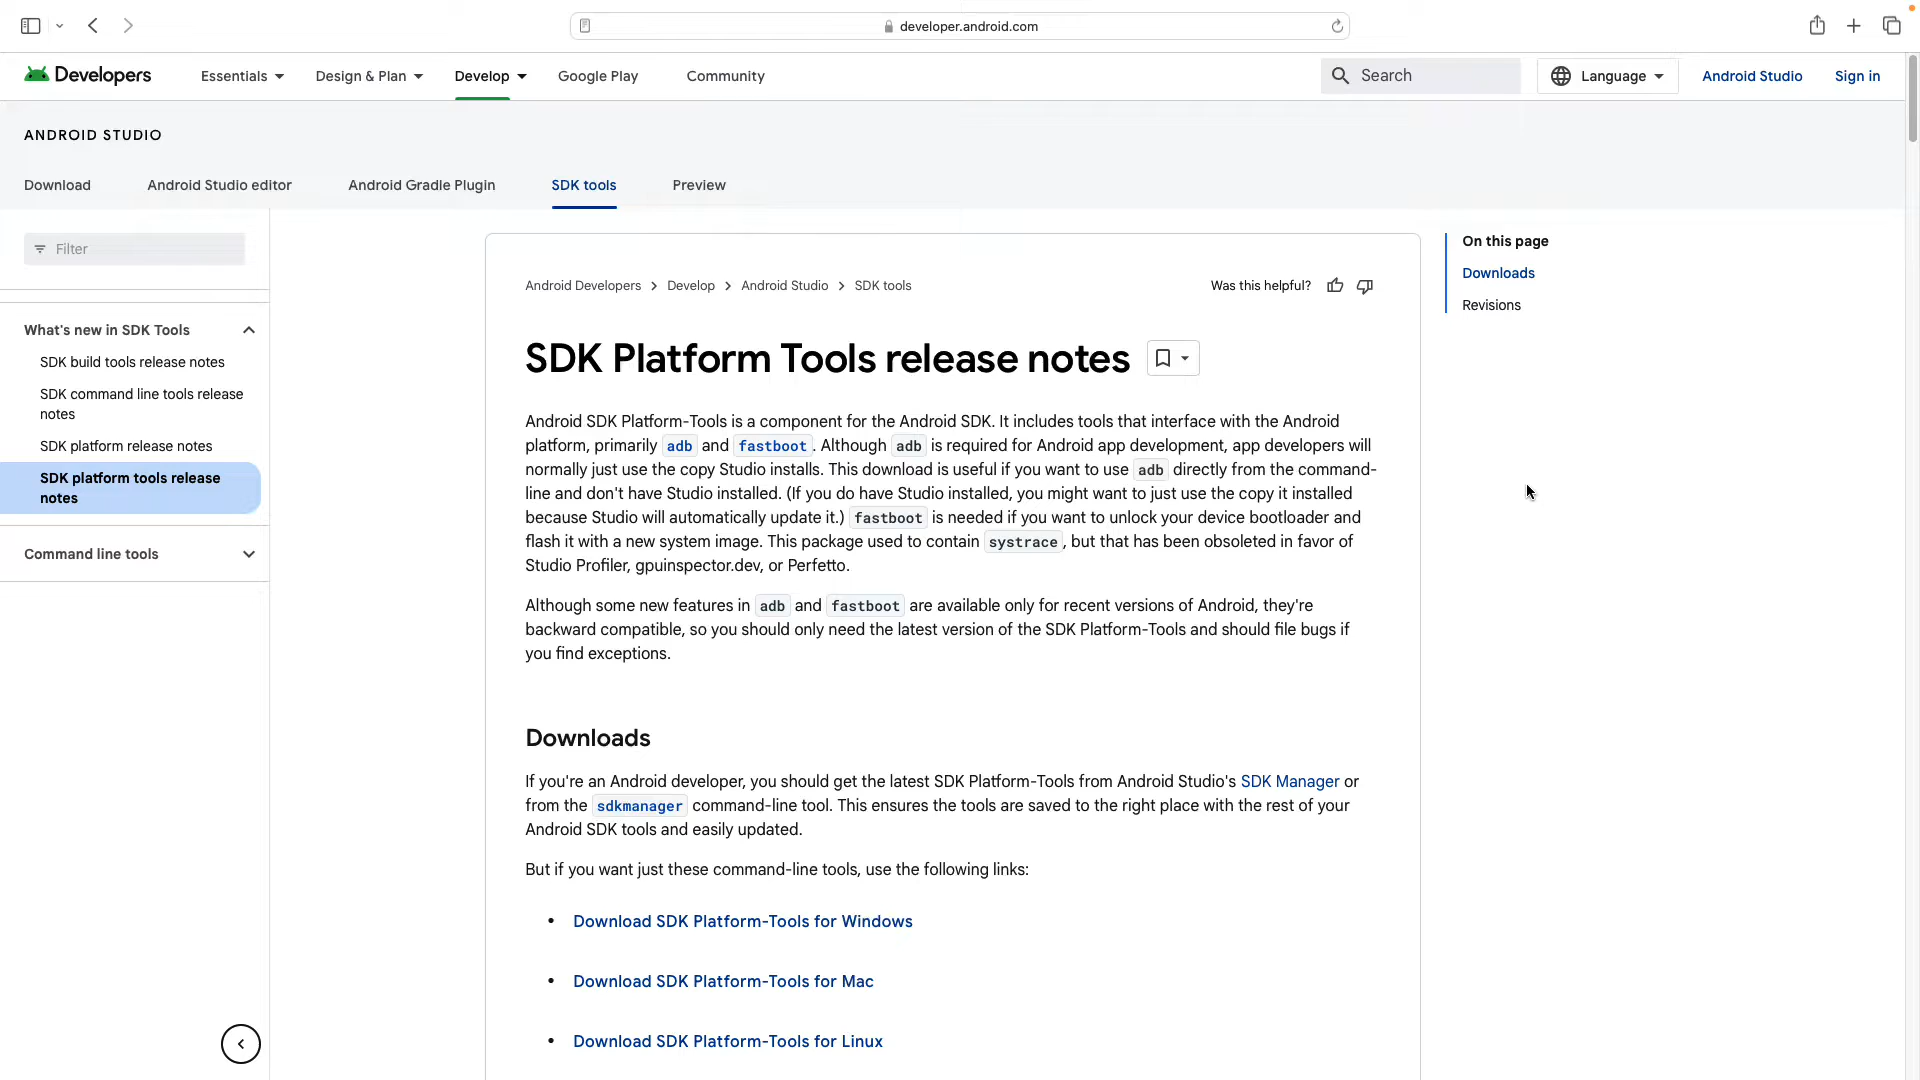 developer.android.com
Developers
Essentials
Design & Plan
Develop
Google Play
Community
Search
Language
Android Studio
Sign in
ANDROID STUDIO
Download
Android Studio editor
Android Gradle Plugin
SDK tools
Preview
Filter
What's new in SDK Tools
SDK build tools release notes
SDK command line tools release
notes
SDK platform release notes
SDK platform tools release
notes
Command line tools
Android Developers > Develop > Android Studio > SDK tools
Was this helpful?
SDK Platform Tools release notes
Android SDK Platform-Tools is a component for the Android SDK. It includes tools that interface with the Android
platform, primarily adb and fastboot. Although adb is required for Android app development, app developers will
normally just use the copy Studio installs. This download is useful if you want to use adb directly from the command-
line and don't have Studio installed. (If you do have Studio installed, you might want to just use the copy it installed
because Studio will automatically update it.) fastboot is needed if you want to unlock your device bootloader and
flash it with a new system image. This package used to contain systrace, but that has been obsoleted in favor of
Studio Profiler, gpuinspector.dev, or Perfetto.
Although some new features in adb and fastboot are available only for recent versions of Android, they're
backward compatible, so you should only need the latest version of the SDK Platform-Tools and should file bugs if
you find exceptions.
Downloads
If you're an Android developer, you should get the latest SDK Platform-Tools from Android Studio's SDK Manager or
from the sdkmanager command-line tool. This ensures the tools are saved to the right place with the rest of your
Android SDK tools and easily updated.
But if you want just these command-line tools, use the following links:
• Download SDK Platform-Tools for Windows
• Download SDK Platform-Tools for Mac
• Download SDK Platform-Tools for Linux
On this page
Downloads
Revisions